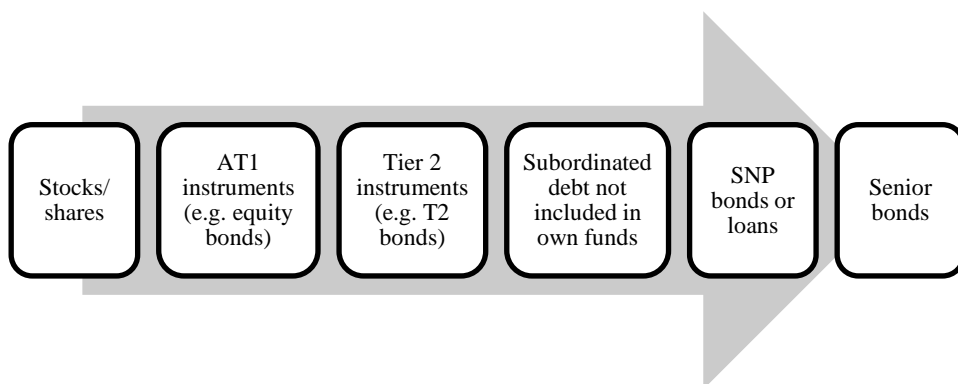 Stocks/
shares
AT1
instruments
(e.g. equity
bonds)
Tier 2
instruments
(e.g. T2
bonds)
Subordinated
debt not
included in
own funds
SNP
bonds or
loans
Senior
bonds